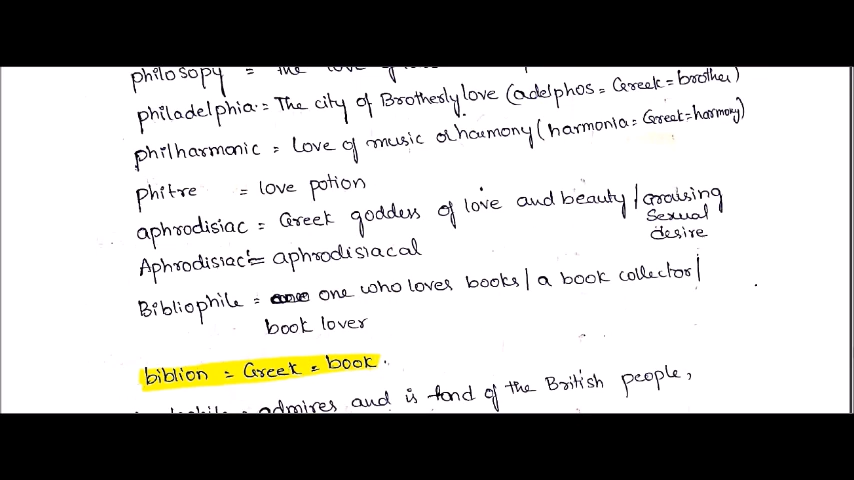 philosopy = the love of
philadelphia = The city of Brotherly love (adelphos = Greek = brother)
philharmonic = Love of music or harmony (harmonia = Greek = harmony)
phitre = love potion
aphrodisiac = Greek goddess of love and beauty / arousing
sexual
desire
Aphrodisiac = aphrodisiacal
Bibliophile = one who loves books / a book collector /
book lover
biblion = Greek = book.
admires and is fond of the British people,